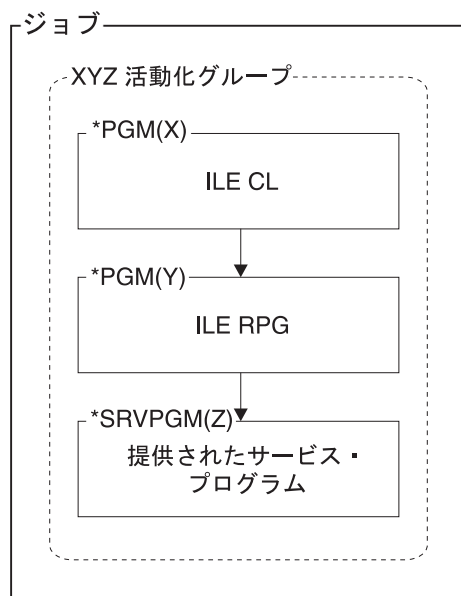 ジョブ
XYZ 活動化グループ
*PGM(X)
ILE CL
*PGM(Y)
ILE RPG
*SRVPGM(Z)
提供されたサービス・
プログラム